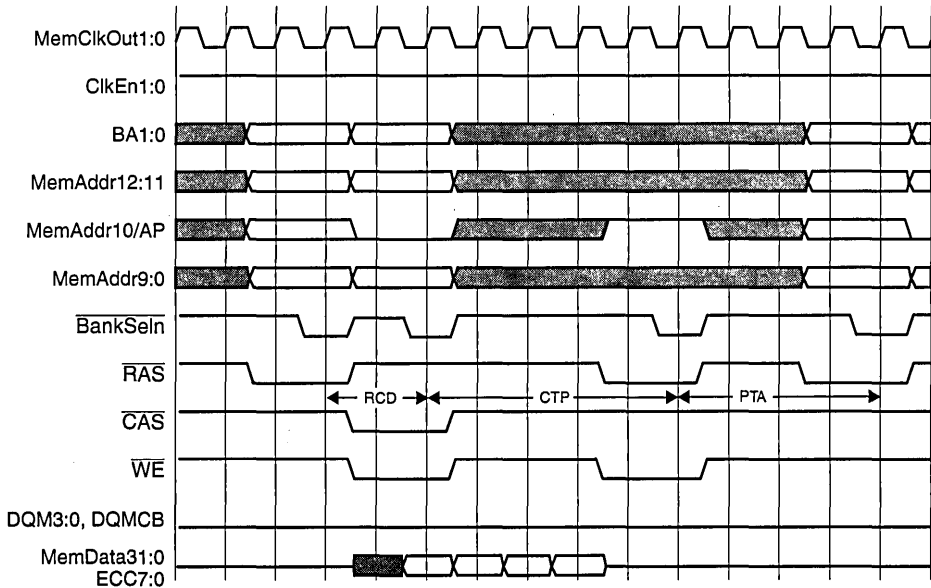 MemClkOut1:0
ClkEn1:0
BA1:0
MemAddr12:11
MemAddr10/AP
MemAddr9:0
BankSeln
RAS
RCD CTP PTA
CAS
WE
DQM3:0, DQMCB
MemData31:0
ECC7:0